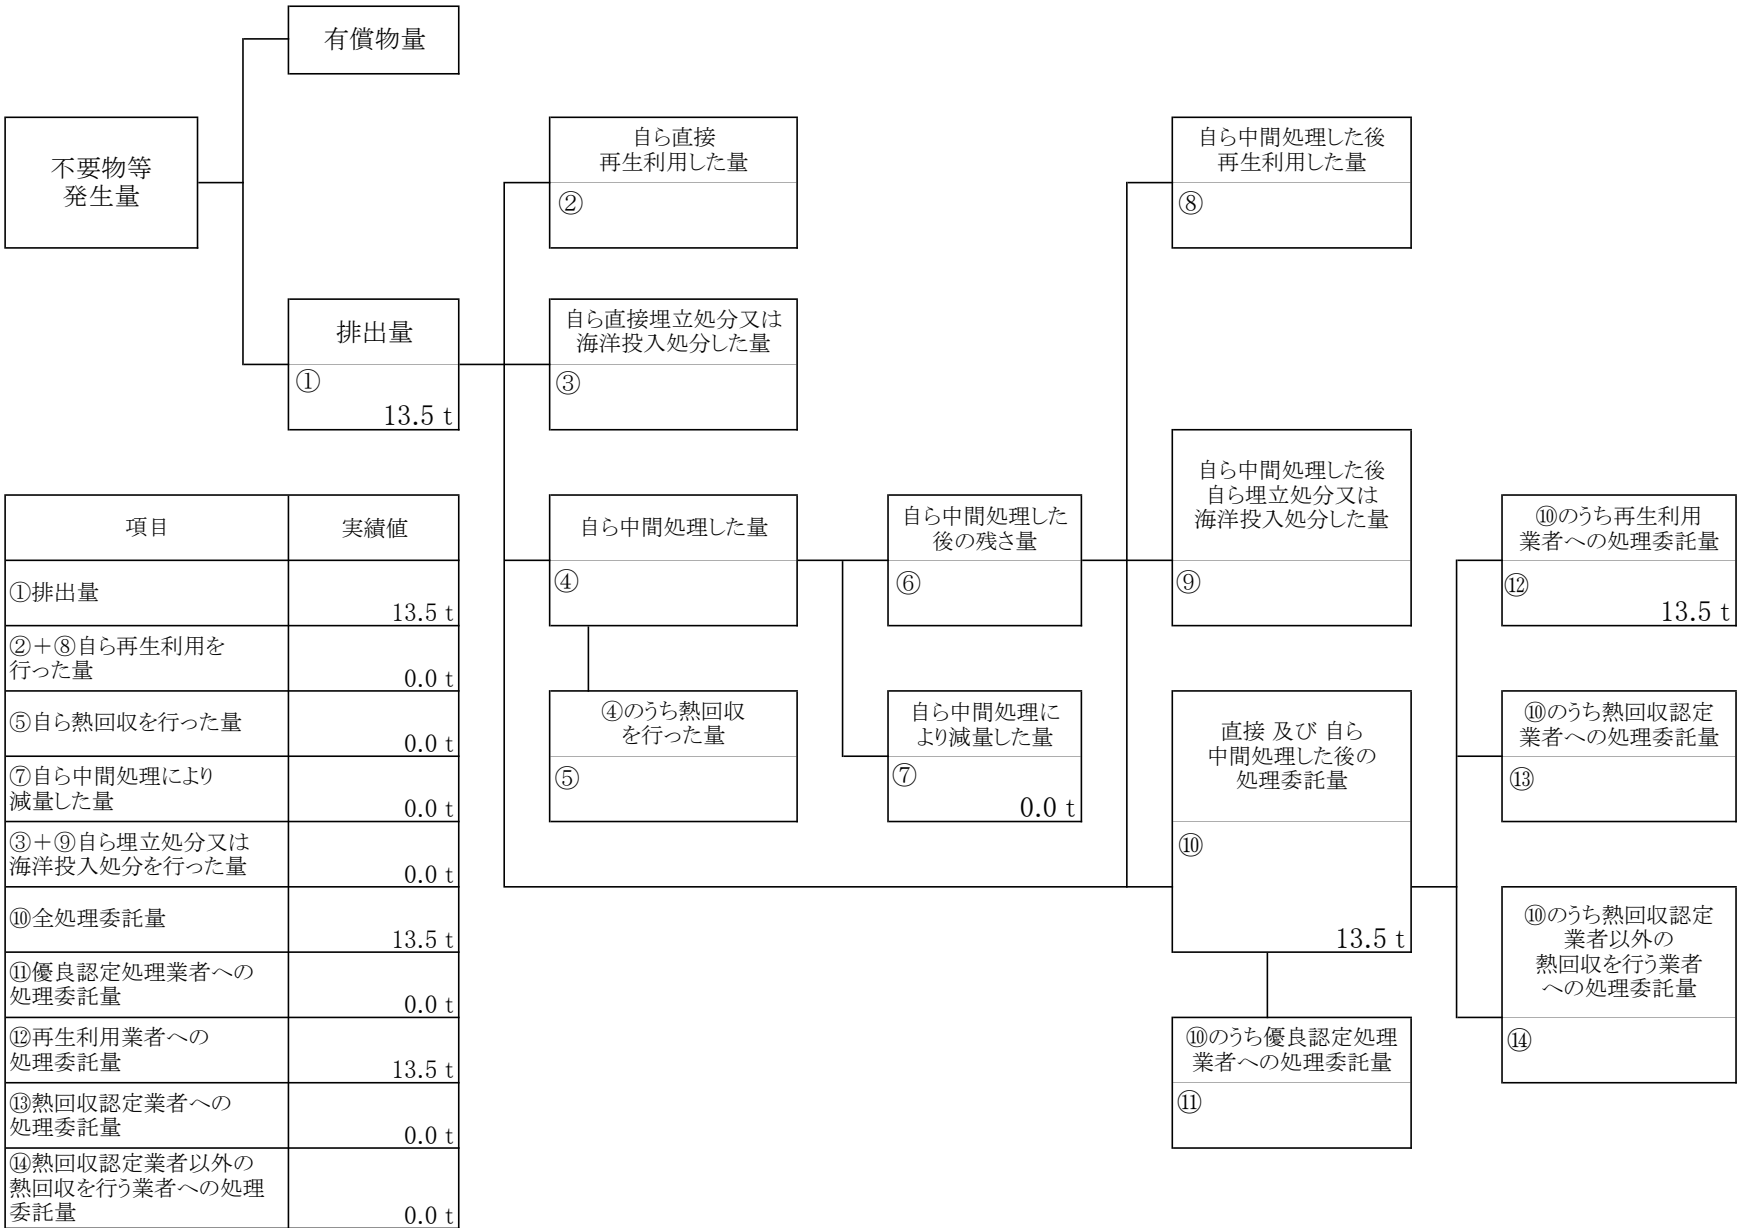 有償物量
不要物等
発生量
自ら直接
再生利用した量
②
自ら中間処理した後
再生利用した量
⑧
排出量
①
13.5 t
自ら直接埋立処分又は
海洋投入処分した量
③
自ら中間処理した量
④
自ら中間処理した
後の残さ量
⑥
自ら中間処理した後
自ら埋立処分又は
海洋投入処分した量
⑨
⑩のうち再生利用
業者への処理委託量
⑫
13.5 t
④のうち熱回収
を行った量
⑤
自ら中間処理に
より減量した量
⑦
0.0 t
直接 及び 自ら
中間処理した後の
処理委託量
⑩
13.5 t
⑩のうち熱回収認定
業者への処理委託量
⑬
⑩のうち熱回収認定
業者以外の
熱回収を行う業者
への処理委託量
⑭
⑩のうち優良認定処理
業者への処理委託量
⑪
項目 実績値
①排出量
13.5 t
②＋⑧自ら再生利用を
行った量
0.0 t
⑤自ら熱回収を行った量
0.0 t
⑦自ら中間処理により
減量した量
0.0 t
③＋⑨自ら埋立処分又は
海洋投入処分を行った量
0.0 t
⑩全処理委託量
13.5 t
⑪優良認定処理業者への
処理委託量
0.0 t
⑫再生利用業者への
処理委託量
13.5 t
⑬熱回収認定業者への
処理委託量
0.0 t
⑭熱回収認定業者以外の
熱回収を行う業者への処理
委託量
0.0 t